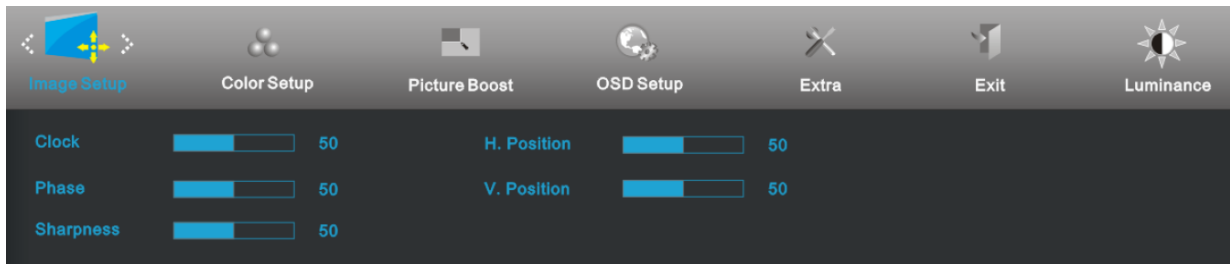 Image Setup Color Setup Picture Boost OSD Setup Extra Exit Luminance
Clock 50 H. Position 50
Phase 50 V. Position 50
Sharpness 50